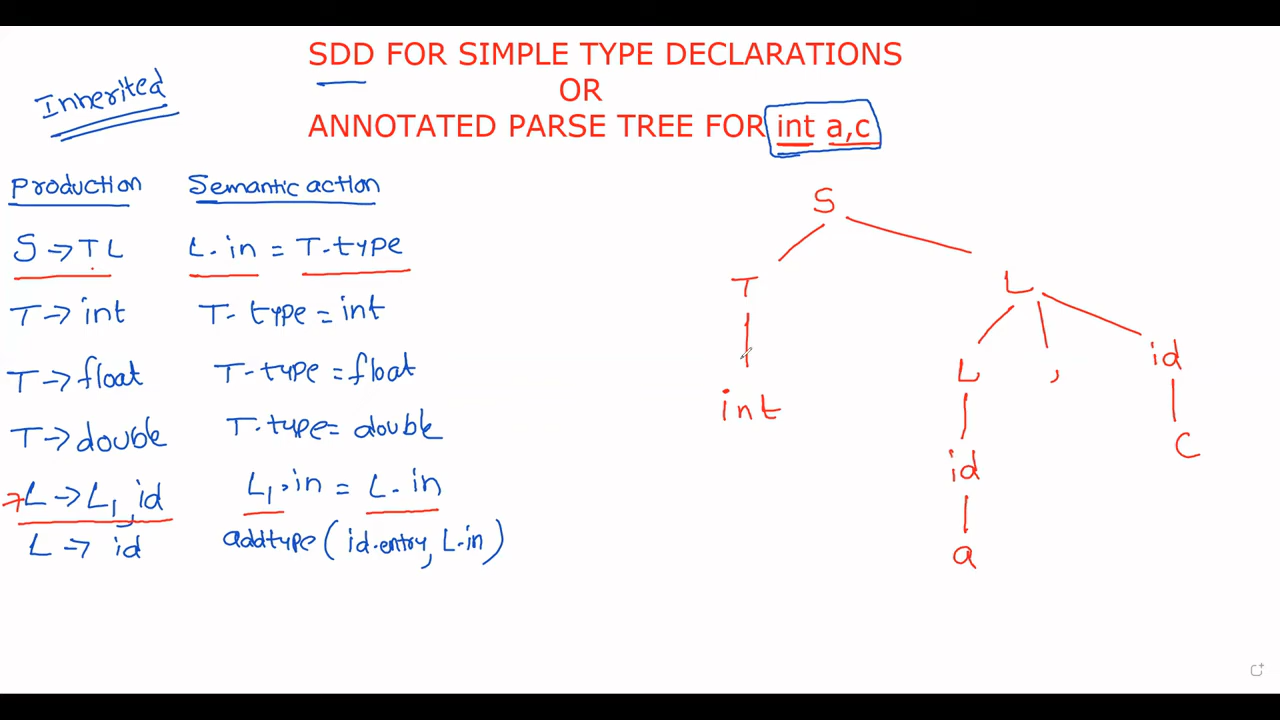 SDD FOR SIMPLE TYPE DECLARATIONS
OR
ANNOTATED PARSE TREE FOR int a,c
Inherited
Production Semantic action
S → TL L.in = T.type
T → int T.type = int
T → float T.type = float
T → double T.type = double
→ L → L1, id L1.in = L.in
L → id addtype (id.entry, L.in)
S
T L
int L , id
id C
a